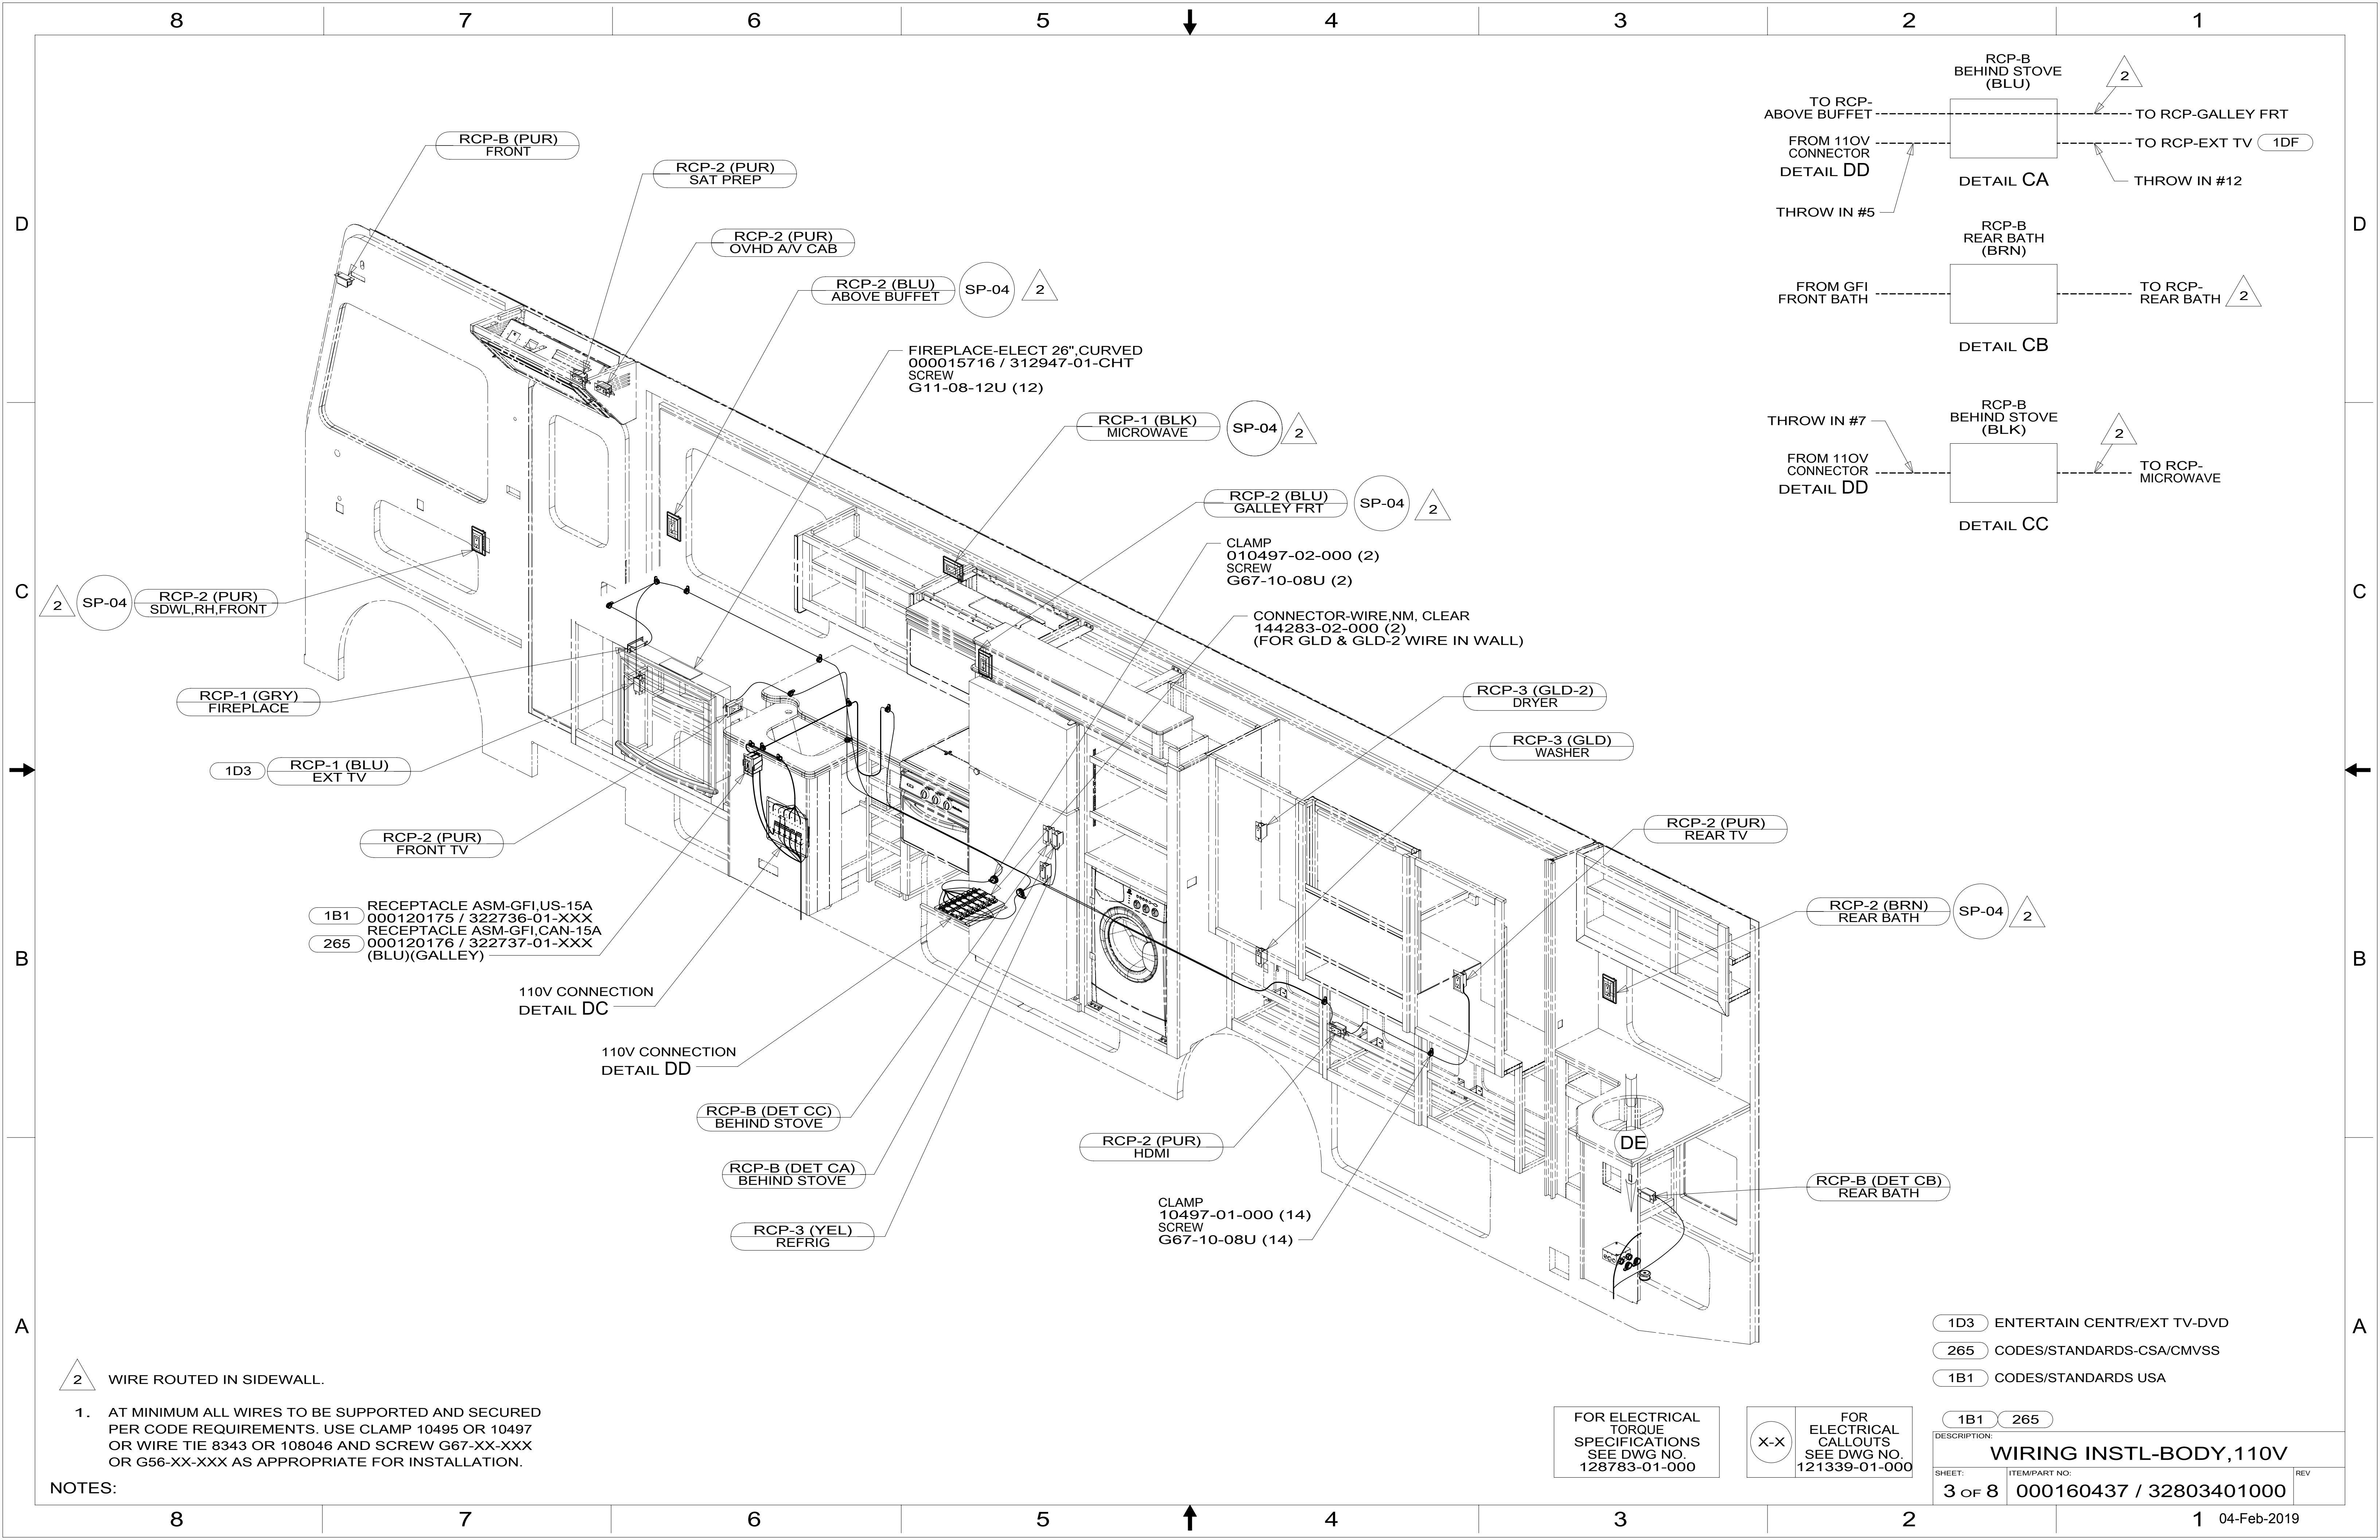 8 7 6 5 4 3 2 1
D
C
B
A
D
C
B
A
RCP-B (PUR)
FRONT
RCP-2 (PUR)
SAT PREP
RCP-2 (PUR)
OVHD A/V CAB
RCP-2 (BLU)
ABOVE BUFFET
SP-04
2
FIREPLACE-ELECT 26",CURVED
000015716 / 312947-01-CHT
SCREW
G11-08-12U (12)
RCP-1 (BLK)
MICROWAVE
SP-04
2
RCP-2 (BLU)
GALLEY FRT
SP-04
2
CLAMP
010497-02-000 (2)
SCREW
G67-10-08U (2)
CONNECTOR-WIRE,NM, CLEAR
144283-02-000 (2)
(FOR GLD & GLD-2 WIRE IN WALL)
RCP-3 (GLD-2)
DRYER
RCP-3 (GLD)
WASHER
RCP-2 (PUR)
REAR TV
RCP-2 (BRN)
REAR BATH
SP-04
2
RCP-B
BEHIND STOVE
(BLU)
2
TO RCP-
ABOVE BUFFET
TO RCP-GALLEY FRT
FROM 11OV
CONNECTOR
DETAIL DD
TO RCP-EXT TV
1DF
DETAIL CA
THROW IN #12
THROW IN #5
RCP-B
REAR BATH
(BRN)
FROM GFI
FRONT BATH
TO RCP-
REAR BATH
2
DETAIL CB
RCP-B
BEHIND STOVE
(BLK)
THROW IN #7
2
FROM 11OV
CONNECTOR
DETAIL DD
TO RCP-
MICROWAVE
DETAIL CC
2
SP-04
RCP-2 (PUR)
SDWL,RH,FRONT
RCP-1 (GRY)
FIREPLACE
1D3
RCP-1 (BLU)
EXT TV
RCP-2 (PUR)
FRONT TV
1B1
RECEPTACLE ASM-GFI,US-15A
000120175 / 322736-01-XXX
RECEPTACLE ASM-GFI,CAN-15A
265
000120176 / 322737-01-XXX
(BLU)(GALLEY)
110V CONNECTION
DETAIL DC
110V CONNECTION
DETAIL DD
RCP-B (DET CC)
BEHIND STOVE
RCP-B (DET CA)
BEHIND STOVE
RCP-3 (YEL)
REFRIG
RCP-2 (PUR)
HDMI
CLAMP
10497-01-000 (14)
SCREW
G67-10-08U (14)
DE
RCP-B (DET CB)
REAR BATH
2 WIRE ROUTED IN SIDEWALL.
1. AT MINIMUM ALL WIRES TO BE SUPPORTED AND SECURED
PER CODE REQUIREMENTS. USE CLAMP 10495 OR 10497
OR WIRE TIE 8343 OR 108046 AND SCREW G67-XX-XXX
OR G56-XX-XXX AS APPROPRIATE FOR INSTALLATION.
NOTES:
FOR ELECTRICAL
TORQUE
SPECIFICATIONS
SEE DWG NO.
128783-01-000
X-X
FOR
ELECTRICAL
CALLOUTS
SEE DWG NO.
121339-01-000
1D3 ENTERTAIN CENTR/EXT TV-DVD
265 CODES/STANDARDS-CSA/CMVSS
1B1 CODES/STANDARDS USA
1B1 265
DESCRIPTION:
WIRING INSTL-BODY,110V
SHEET:
3 OF 8
ITEM/PART NO:
000160437 / 32803401000
REV
8 7 6 5 4 3 2 1
04-Feb-2019